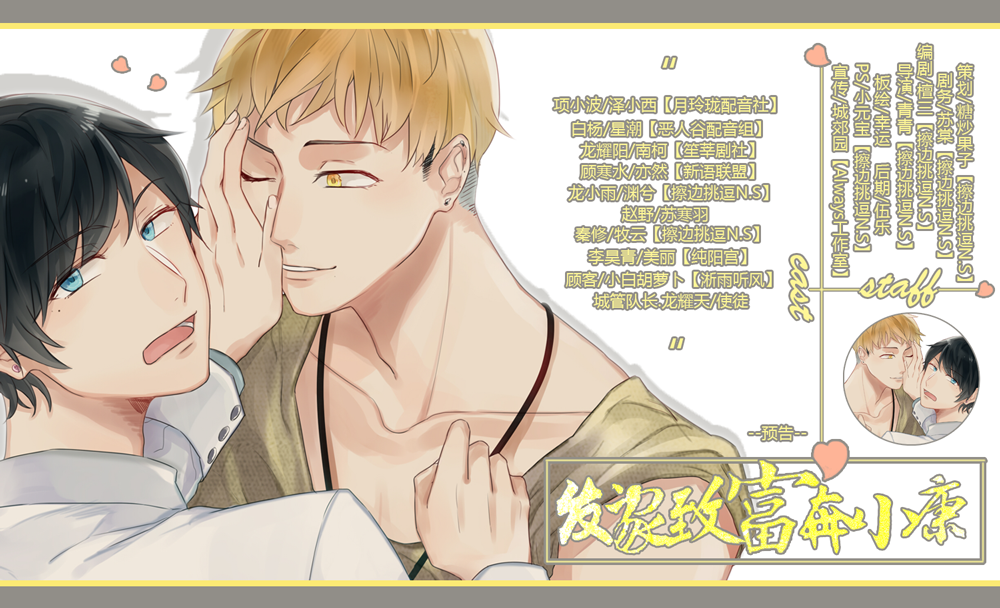 〃
项小波/泽小西【月玲珑配音社】
白杨/星潮【恶人谷配音组】
龙耀阳/南柯【笙莘剧社】
顾寒水/亦然【新语联盟】
龙小雨/渊兮【擦边挑逗N.S】
赵野/苏寒羽
秦修/牧云【擦边挑逗N.S】
李昊青/美丽【纯阳宫】
顾客/小白胡萝卜【淅雨听风】
城管队长.龙耀天/使徒
〃
cast
策划/糖炒果子【擦边挑逗N.S】
剧务/苏棠【擦边挑逗N.S】
编剧/檀三【擦边挑逗N.S】
导演/青青【擦边挑逗N.S】
板绘/幸运 后期/伍乐
PS/小元宝【擦边挑逗N.S】
宣传/城郊园【Always工作室】
staff
--预告--
发家致富奔小康